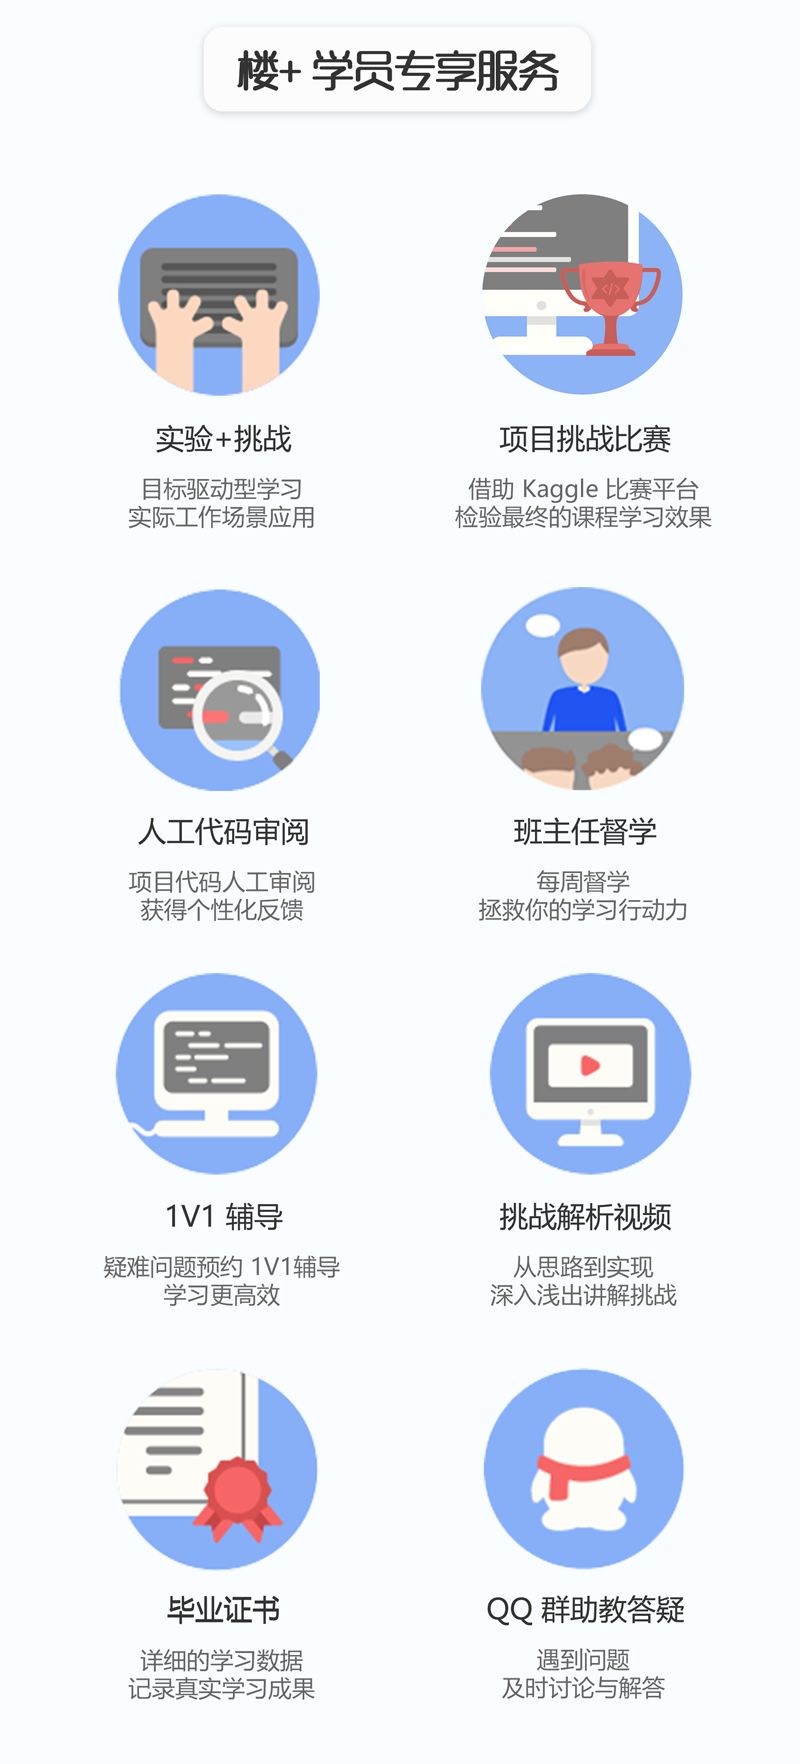 楼+ 学员专享服务
实验+挑战
目标驱动型学习
实际工作场景应用
项目挑战比赛
借助 Kaggle 比赛平台
检验最终的课程学习效果
人工代码审阅
项目代码人工审阅
获得个性化反馈
班主任督学
每周督学
拯救你的学习行动力
1V1 辅导
疑难问题预约 1V1辅导
学习更高效
挑战解析视频
从思路到实现
深入浅出讲解挑战
毕业证书
详细的学习数据
记录真实学习成果
QQ 群助教答疑
遇到问题
及时讨论与解答